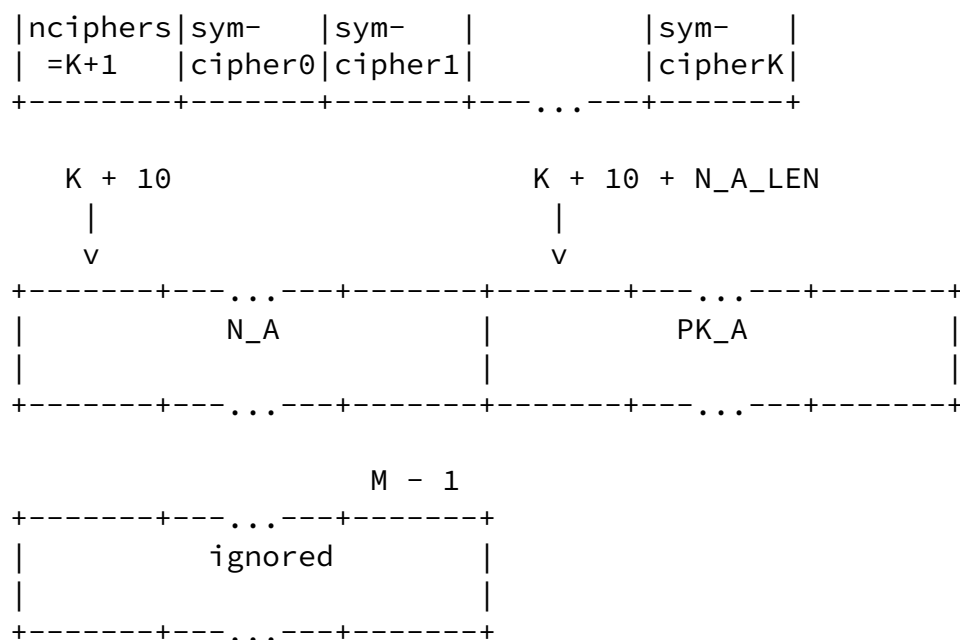 |nciphers|sym-   |sym-   |         |sym-   |
| =K+1   |cipher0|cipher1|         |cipherK|
+--------+-------+-------+---...---+-------+
   K + 10                    K + 10 + N_A_LEN
    |                         |
    v                         v
+-------+---...---+-------+-------+---...---+-------+
|           N_A           |          PK_A           |
|                         |                         |
+-------+---...---+-------+-------+---...---+-------+
                   M - 1
+-------+---...---+-------+
|          ignored        |
|                         |
+-------+---...---+-------+